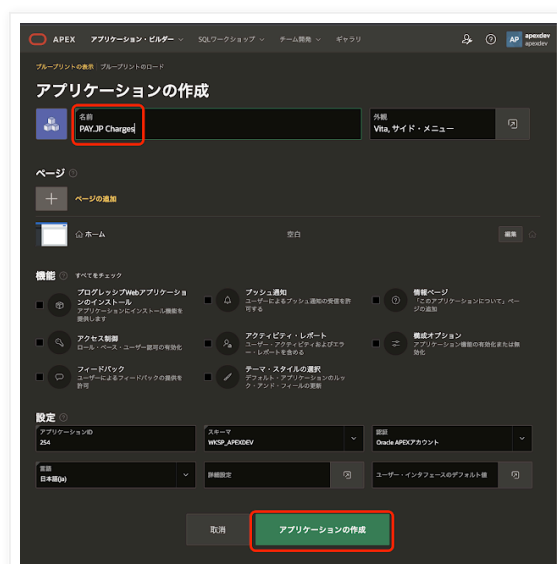 APEX アプリケーション・ビルダー SQLワークショップ チーム開発 ギャラリ AP apexdev
apexdev
ブループリントの表示 ブループリントのロード
アプリケーションの作成
名前 外観
PAY.JP Charges Vita, サイド・メニュー
ページ
ページの追加
ホーム 空白 編集
機能 すべてをチェック
プログレッシブWebアプリケーションのインストール
アプリケーションにインストール機能を提供します
プッシュ通知
ユーザーによるプッシュ通知の受信を許可する
情報ページ
「このアプリケーションについて」ページの追加
アクセス制御
ロール・ベース・ユーザー認可の有効化
アクティビティ・レポート
ユーザー・アクティビティおよびエラー・レポートを含める
構成オプション
アプリケーション機能の有効化または無効化
フィードバック
ユーザーによるフィードバックの提供を許可
テーマ・スタイルの選択
デフォルト・アプリケーションのルック・アンド・フィールの更新
設定
アプリケーションID スキーマ 認証
254 WKSP_APEXDEV Oracle APEXアカウント
言語
日本語(ja) 詳細設定 ユーザー・インタフェースのデフォルト値
取消 アプリケーションの作成